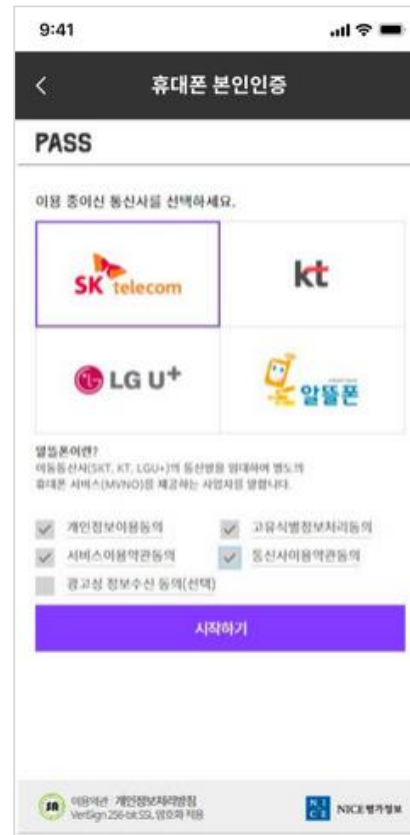 9:41
휴대폰 본인인증
PASS
이용 중이신 통신사를 선택하세요.
SK telecom
kt
LG U+
알뜰폰
알뜰폰이란?
이동통신사(SKT, KT, LGU+)의 통신망을 임대하여 별도의
휴대폰 서비스(MVNO)을 제공하는 사업자를 말합니다.
개인정보이용동의
고유식별정보처리동의
서비스이용약관동의
통신사이용약관동의
광고성 정보수신 동의(선택)
시작하기
이용약관 개인정보처리방침
VeriSign 256-bit SSL 암호화 적용
NICE
NICE평가정보